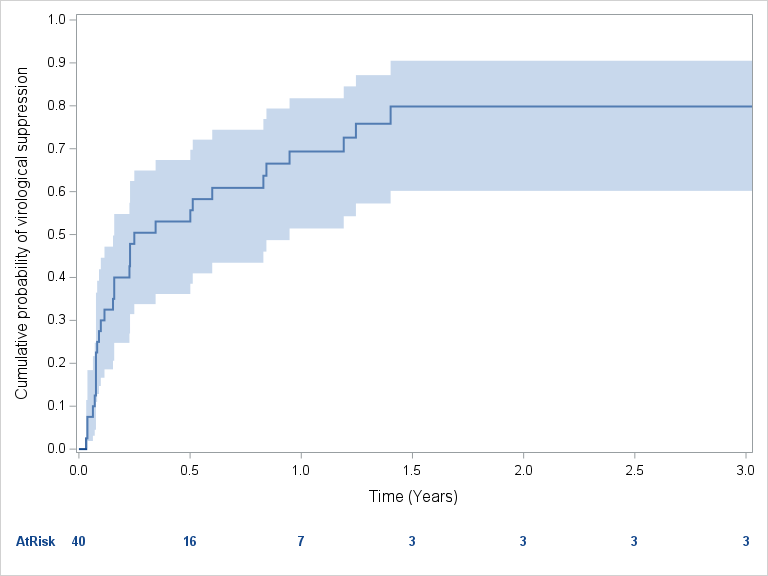 Cumulative probability of virological suppression
1.0
0.9
0.8
0.7
0.6
0.5
0.4
0.3
0.2
0.1
0.0
0.0 0.5 1.0 1.5 2.0 2.5 3.0
Time (Years)
AtRisk 40 16 7 3 3 3 3